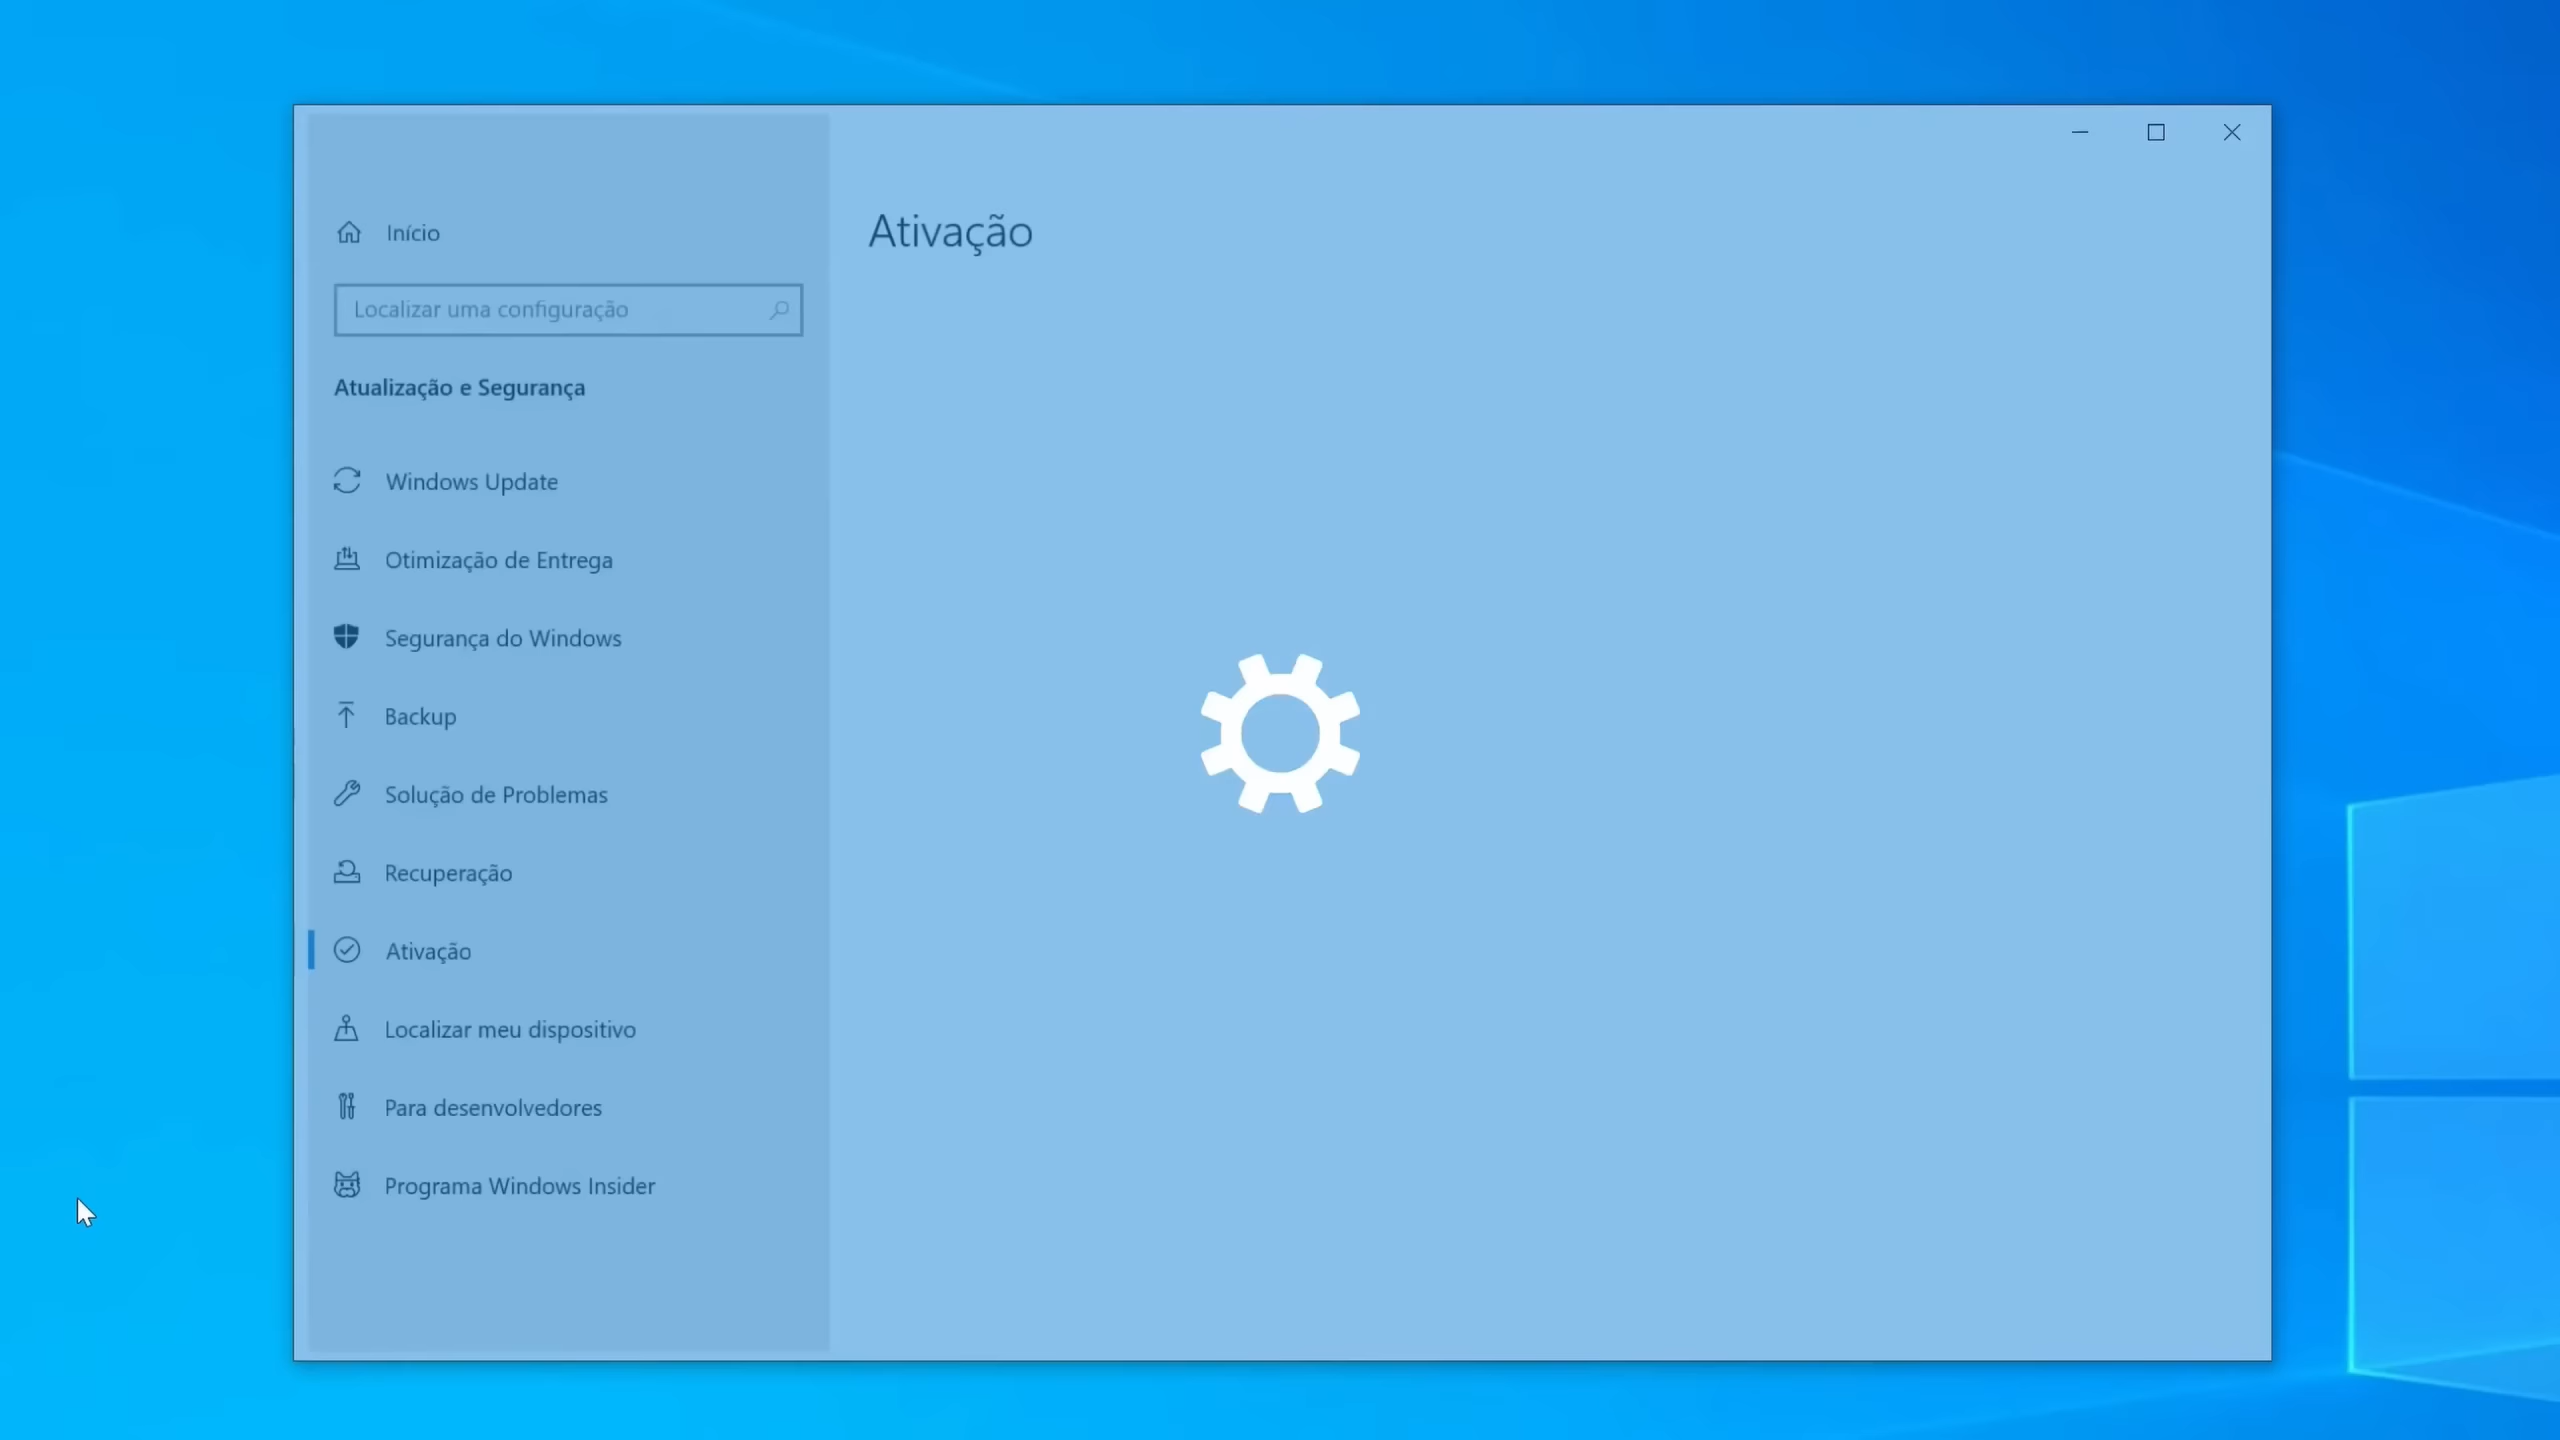 Início
Ativação
Localizar uma configuração
Atualização e Segurança
Windows Update
Otimização de Entrega
Segurança do Windows
Backup
Solução de Problemas
Recuperação
Ativação
Localizar meu dispositivo
Para desenvolvedores
Programa Windows Insider